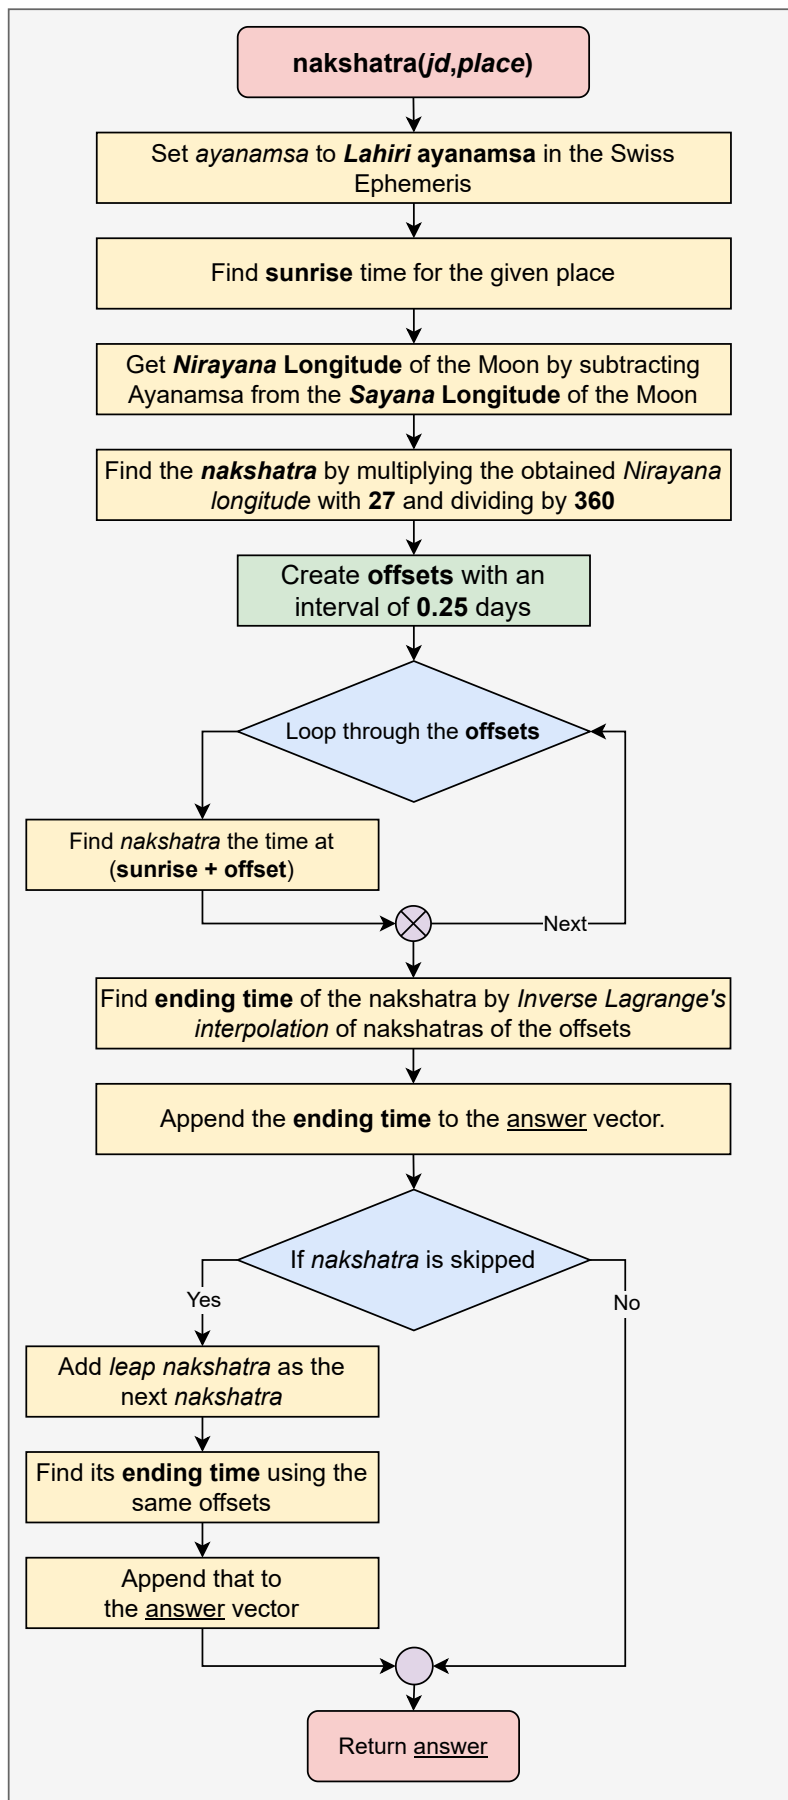 nakshatra(jd,place)
Set ayanamsa to Lahiri ayanamsa in the Swiss
Ephemeris
Find sunrise time for the given place
Get Nirayana Longitude of the Moon by subtracting
Ayanamsa from the Sayana Longitude of the Moon
Find the nakshatra by multiplying the obtained Nirayana
longitude with 27 and dividing by 360
Create offsets with an
interval of 0.25 days
Loop through the offsets
Find nakshatra the time at
(sunrise + offset)
Next
Find ending time of the nakshatra by Inverse Lagrange's
interpolation of nakshatras of the offsets
Append the ending time to the answer vector.
If nakshatra is skipped
Yes
No
Add leap nakshatra as the
next nakshatra
Find its ending time using the
same offsets
Append that to
the answer vector
Return answer